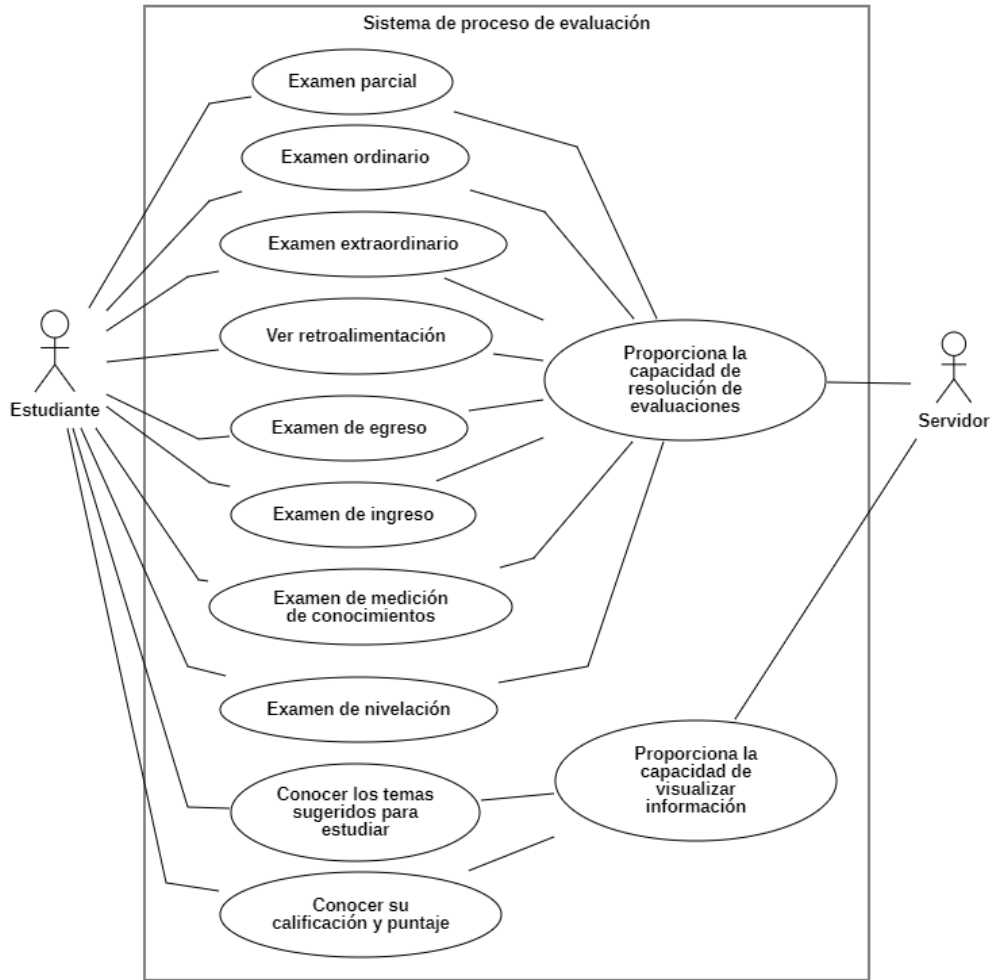 Sistema de proceso de evaluación
Examen parcial
Examen ordinario
Examen extraordinario
Ver retroalimentación
Proporciona la
capacidad de
resolución de
evaluaciones
Estudiante
Servidor
Examen de egreso
Examen de ingreso
Examen de medición
de conocimientos
Examen de nivelación
Proporciona la
capacidad de
visualizar
información
Conocer los temas
sugeridos para
estudiar
Conocer su
calificación y puntaje